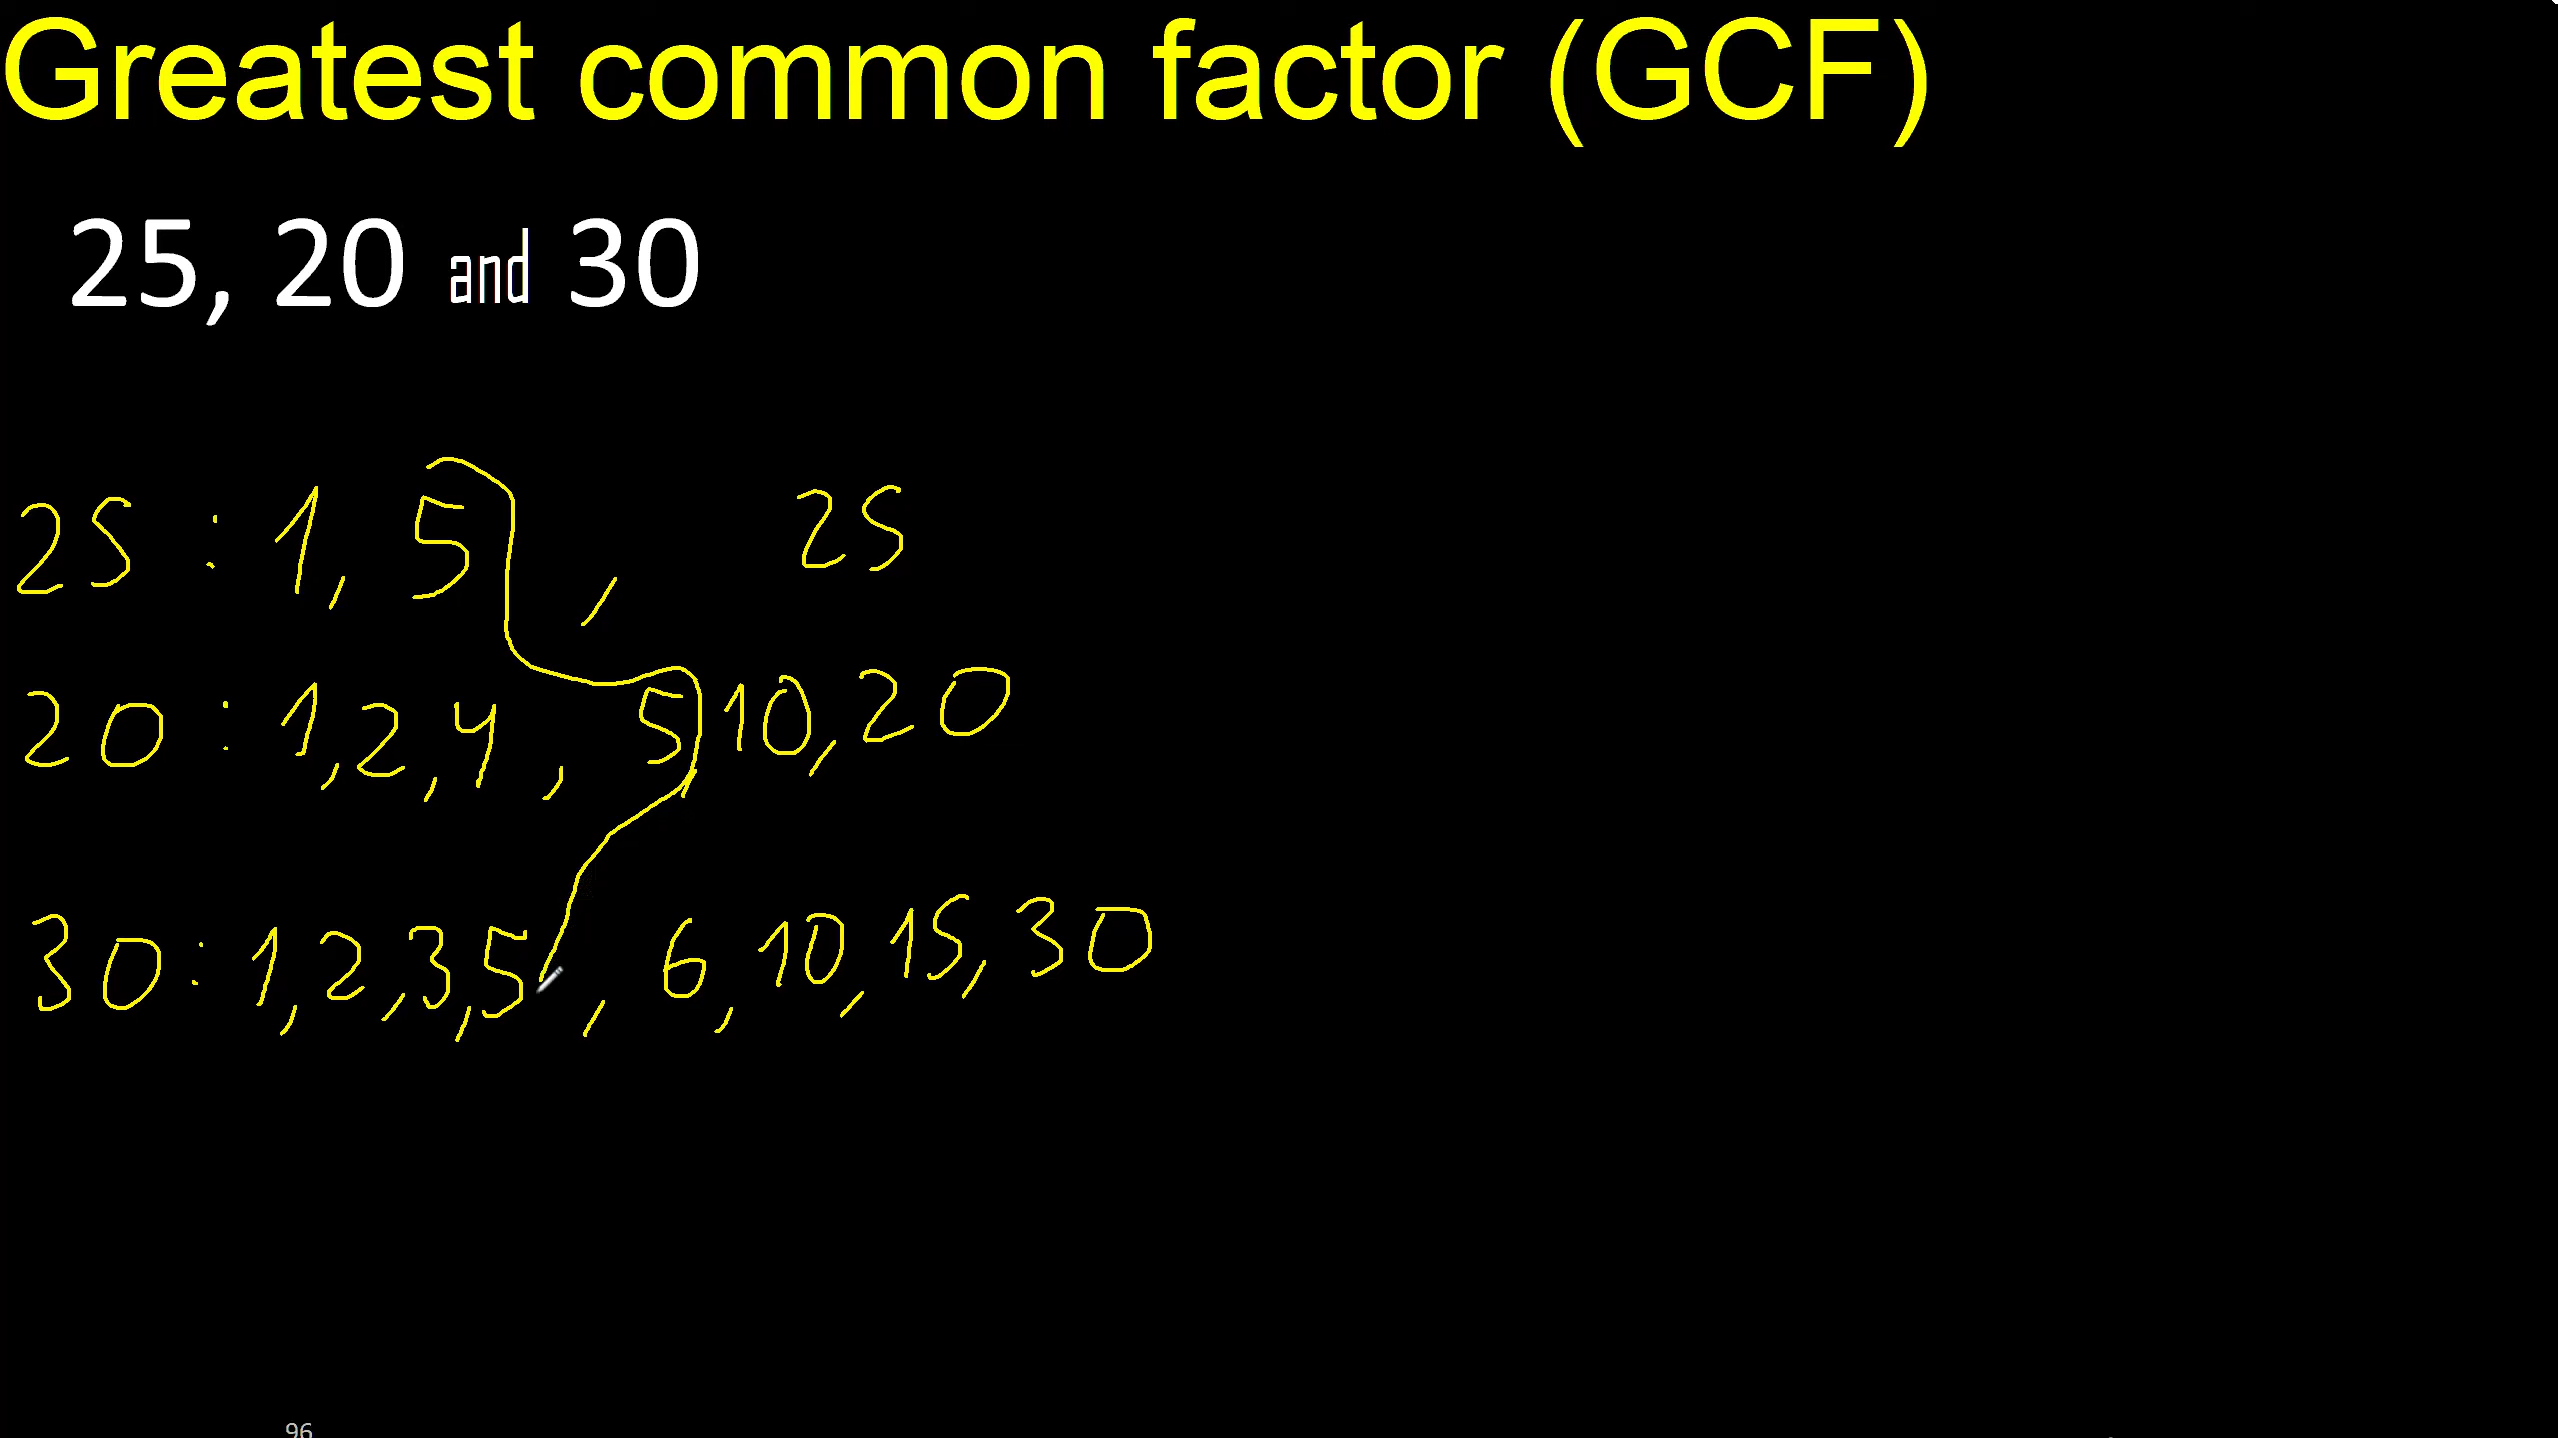 Greatest common factor (GCF)
25, 20 and 30
25 : 1, 5 , 25
20 : 1, 2, 4 , 5 10, 20
30 : 1, 2, 3, 5 , 6, 10, 15, 30
96